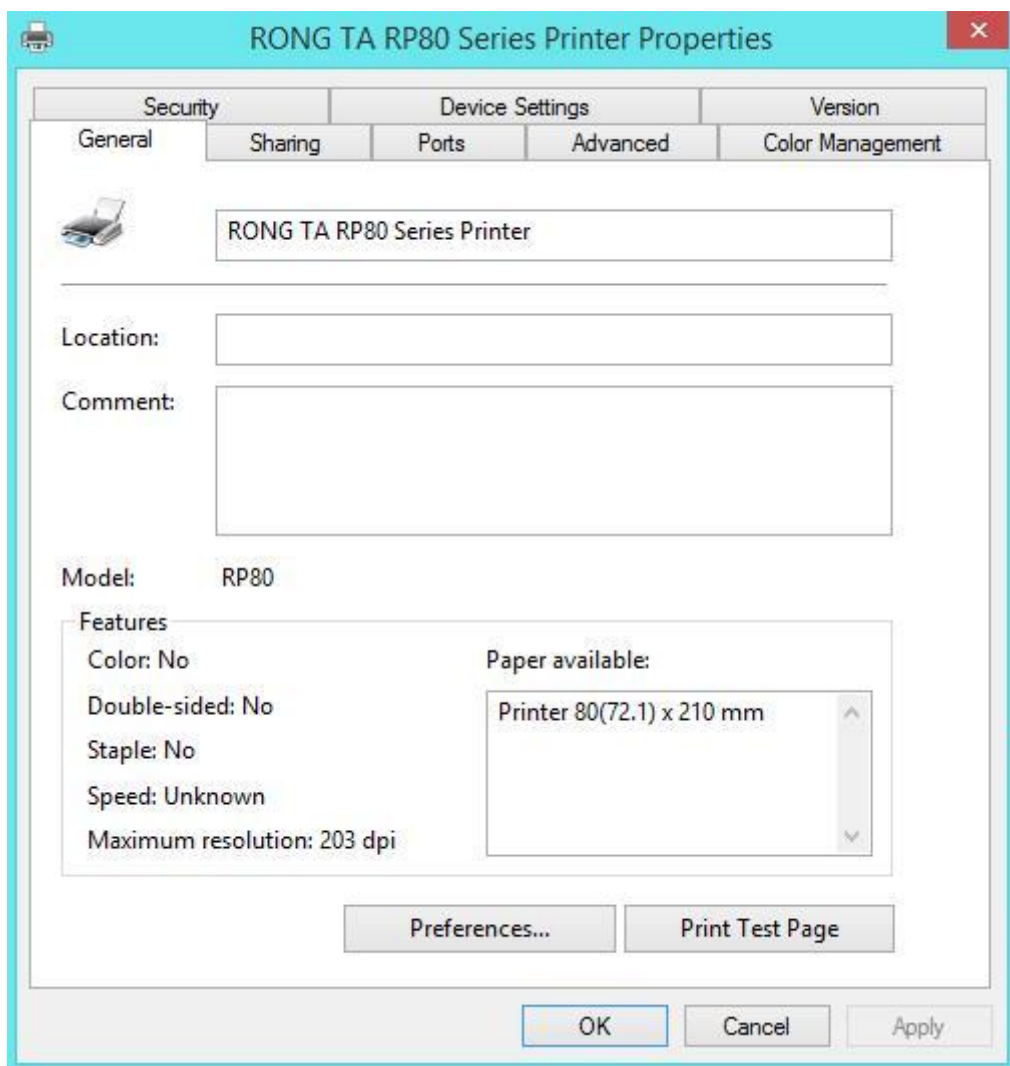 RONG TA RP80 Series Printer Properties
Security Device Settings Version
General Sharing Ports Advanced Color Management
RONG TA RP80 Series Printer
Location:
Comment:
Model: RP80
Features
Color: No Paper available:
Double-sided: No Printer 80(72.1) x 210 mm
Staple: No
Speed: Unknown
Maximum resolution: 203 dpi
Preferences... Print Test Page
OK Cancel Apply